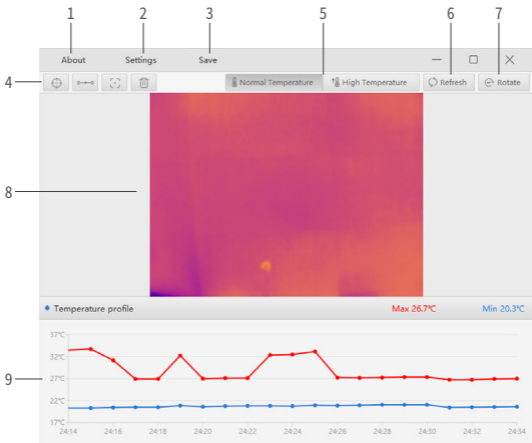 1 2 3 5 6 7
About Settings Save
4 Normal Temperature High Temperature Refresh Rotate
8
Temperature profile Max 26.7℃ Min 20.3℃
37℃
32℃
9 27℃
22℃
17℃
24:14 24:16 24:18 24:20 24:22 24:24 24:26 24:28 24:30 24:32 24:34